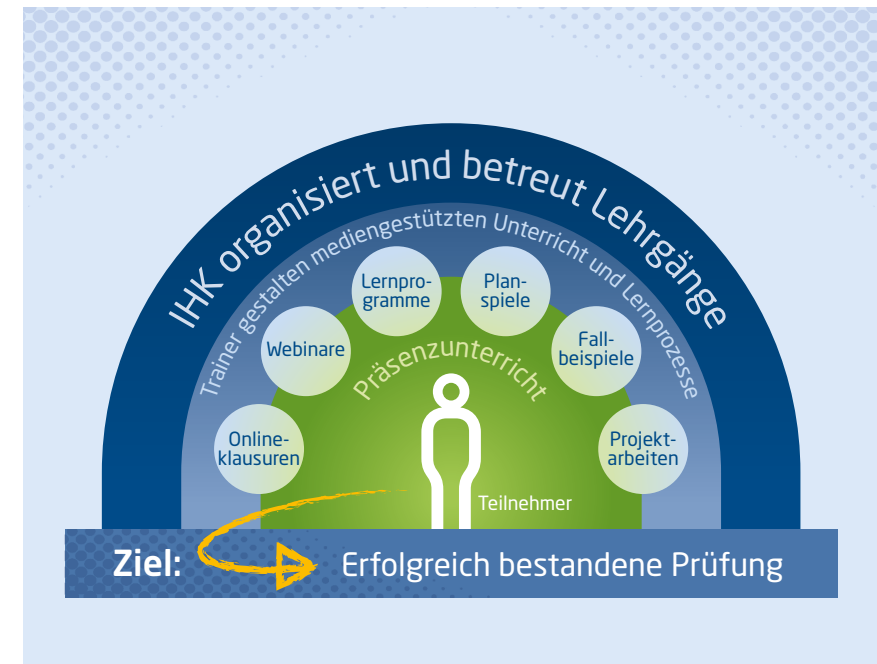 IHK organisiert und betreut Lehrgänge
Trainer gestalten mediengestützten Unterricht und Lernprozesse
Lernpro-
gramme
Plan-
spiele
Webinare
Fall-
beispiele
Präsenzunterricht
Online-
klausuren
Projekt-
arbeiten
Teilnehmer
Ziel: Erfolgreich bestandene Prüfung